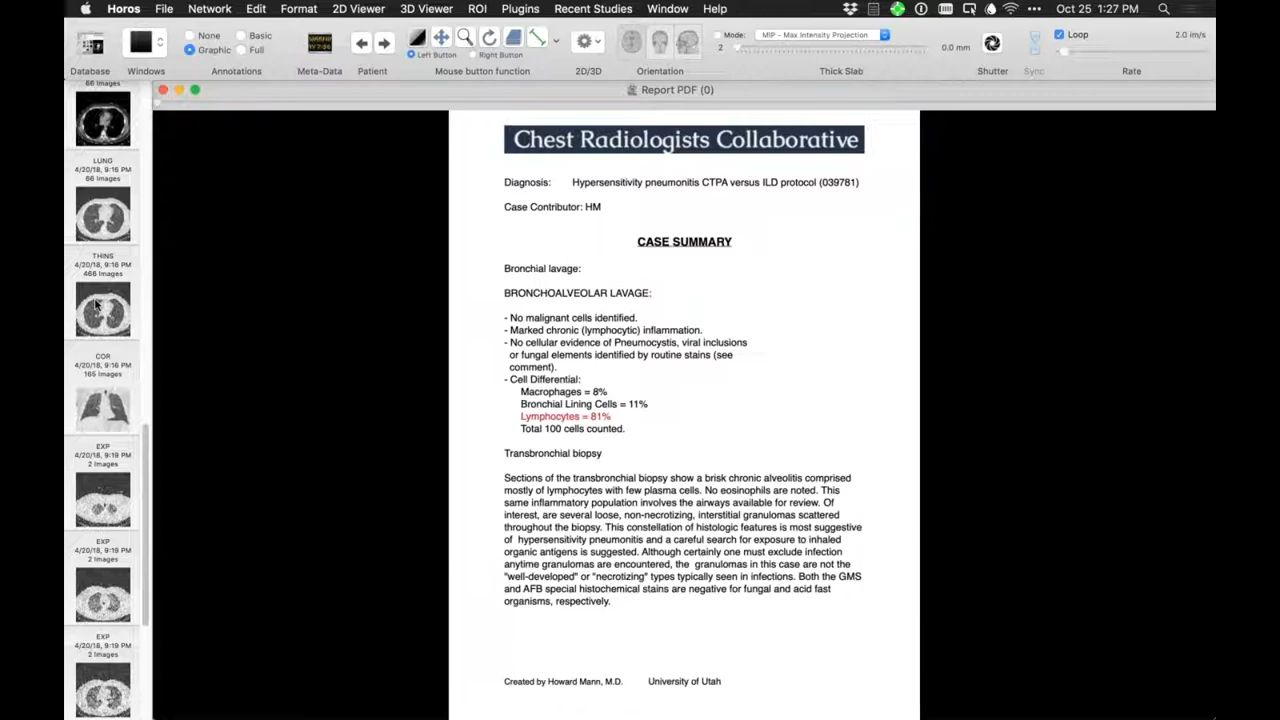 Horos File Network Edit Format 2D Viewer 3D Viewer ROI Plugins Recent Studies Window Help Oct 25 1:27 PM
None Basic
Graphic Full
Mode: MIP - Max Intensity Projection
2 0.0 mm
Loop 2.0 im/s
Left Button Right Button
Database Windows Annotations Meta-Data Patient Mouse button function 2D/3D Orientation Thick Slab Shutter Sync Rate
Report PDF (0)
66 Images
LUNG
4/20/18, 9:16 PM
66 Images
THINS
4/20/18, 9:16 PM
466 Images
COR
4/20/18, 9:16 PM
165 Images
EXP
4/20/18, 9:19 PM
2 Images
EXP
4/20/18, 9:19 PM
2 Images
EXP
4/20/18, 9:19 PM
2 Images
Chest Radiologists Collaborative
Diagnosis: Hypersensitivity pneumonitis CTPA versus ILD protocol (039781)
Case Contributor: HM
CASE SUMMARY
Bronchial lavage:
BRONCHOALVEOLAR LAVAGE:
- No malignant cells identified.
- Marked chronic (lymphocytic) inflammation.
- No cellular evidence of Pneumocystis, viral inclusions
or fungal elements identified by routine stains (see
comment).
- Cell Differential:
Macrophages = 8%
Bronchial Lining Cells = 11%
Lymphocytes = 81%
Total 100 cells counted.
Transbronchial biopsy
Sections of the transbronchial biopsy show a brisk chronic alveolitis comprised
mostly of lymphocytes with few plasma cells. No eosinophils are noted. This
same inflammatory population involves the airways available for review. Of
interest, are several loose, non-necrotizing, interstitial granulomas scattered
throughout the biopsy. This constellation of histologic features is most suggestive
of hypersensitivity pneumonitis and a careful search for exposure to inhaled
organic antigens is suggested. Although certainly one must exclude infection
anytime granulomas are encountered, the granulomas in this case are not the
"well-developed" or "necrotizing" types typically seen in infections. Both the GMS
and AFB special histochemical stains are negative for fungal and acid fast
organisms, respectively.
Created by Howard Mann, M.D. University of Utah